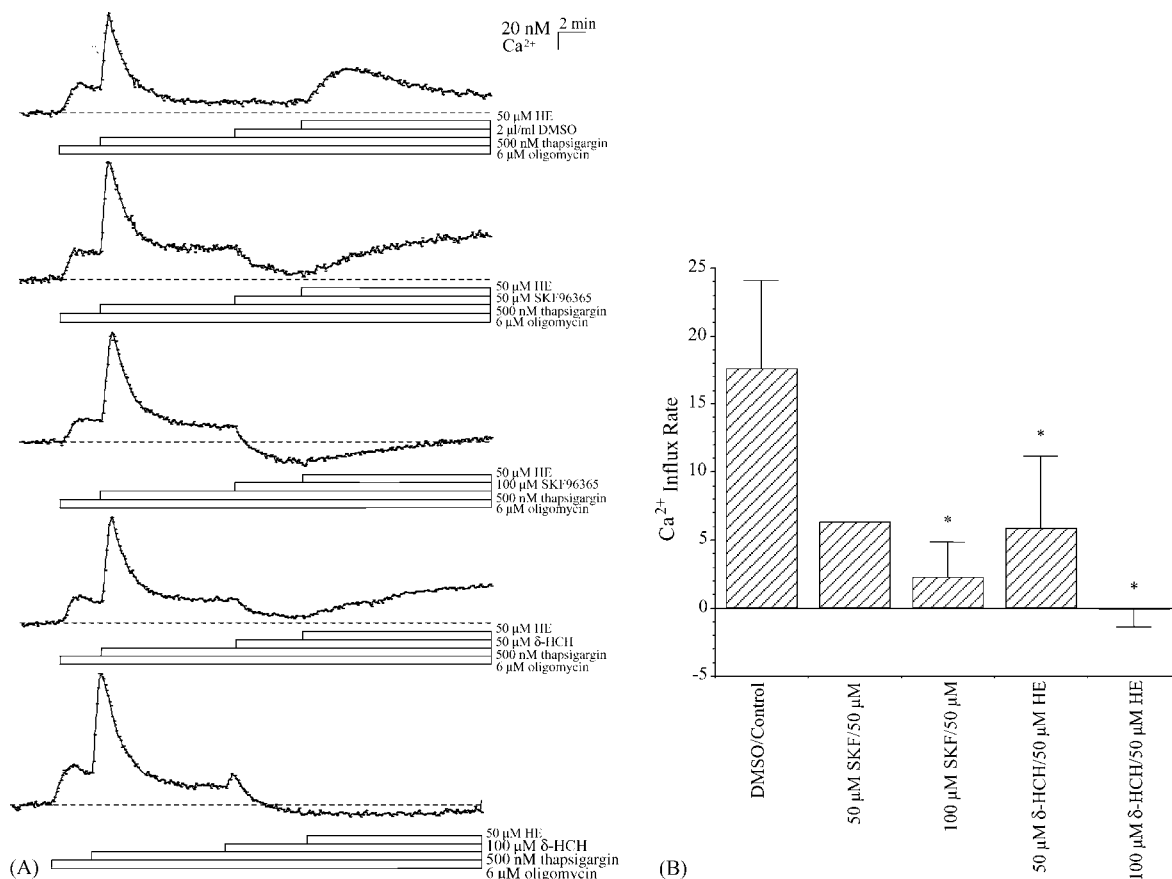 20 nM 2 min
Ca²⁺
50 µM HE
2 µl/ml DMSO
500 nM thapsigargin
6 µM oligomycin
50 µM HE
50 µM SKF96365
500 nM thapsigargin
6 µM oligomycin
50 µM HE
100 µM SKF96365
500 nM thapsigargin
6 µM oligomycin
50 µM HE
50 µM δ-HCH
500 nM thapsigargin
6 µM oligomycin
50 µM HE
100 µM δ-HCH
500 nM thapsigargin
6 µM oligomycin
(A)
Ca²⁺ Influx Rate
25
20
15
10
5
0
-5
*
*
*
DMSO/Control
50 µM SKF/50 µM
100 µM SKF/50 µM
50 µM δ-HCH/50 µM HE
100 µM δ-HCH/50 µM HE
(B)